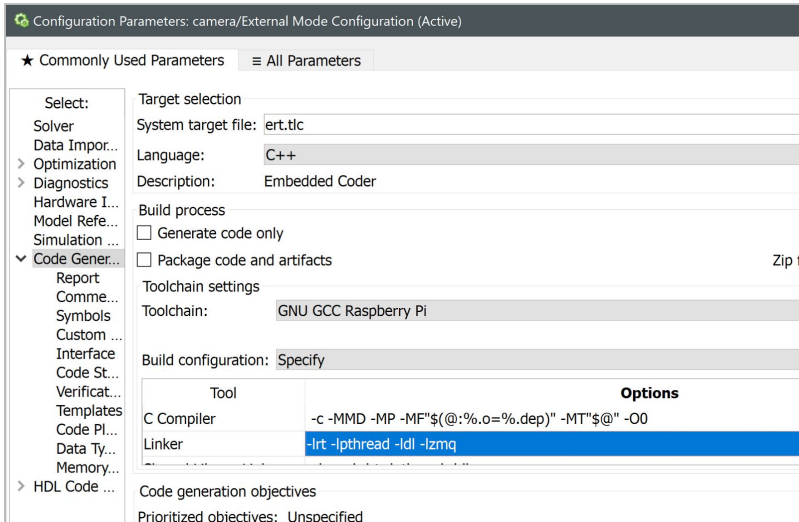 Configuration Parameters: camera/External Mode Configuration (Active)
★ Commonly Used Parameters
≡ All Parameters
Select:
Solver
Data Impor...
Optimization
Diagnostics
Hardware I...
Model Refe...
Simulation ...
Code Gener...
Report
Comme...
Symbols
Custom ...
Interface
Code St...
Verificat...
Templates
Code Pl...
Data Ty...
Memory...
HDL Code ...
Target selection
System target file: ert.tlc
Language: C++
Description: Embedded Coder
Build process
Generate code only
Package code and artifacts
Zip
Toolchain settings
Toolchain: GNU GCC Raspberry Pi
Build configuration: Specify
Tool Options
C Compiler -c -MMD -MP -MF"$(@:%.o=%.dep)" -MT"$@" -O0
Linker -lrt -lpthread -ldl -lzmq
Code generation objectives
Prioritized objectives: Unspecified